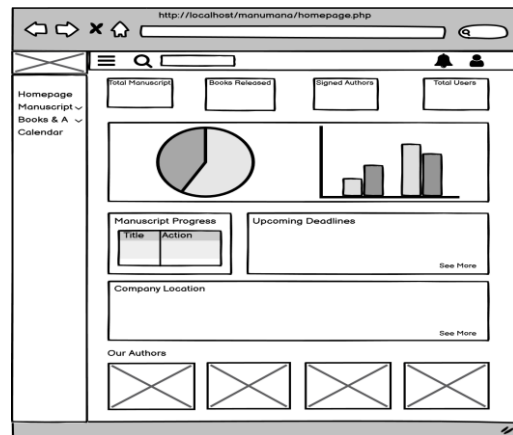 http://localhost/manumana/homepage.php
Homepage
Manuscript
Books & A
Calendar
Total Manuscript
Books Released
Signed Authors
Total Users
Manuscript Progress
Title Action
Upcoming Deadlines
See More
Company Location
See More
Our Authors